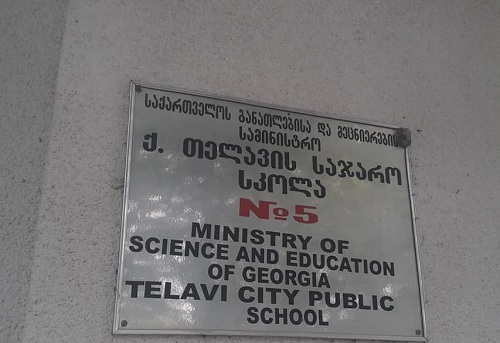 საქართველოს განათლებისა და მეცნიერების
სამინისტრო
ქ. თელავის საჯარო
სკოლა
№5
MINISTRY OF
SCIENCE AND EDUCATION
OF GEORGIA
TELAVI CITY PUBLIC
SCHOOL